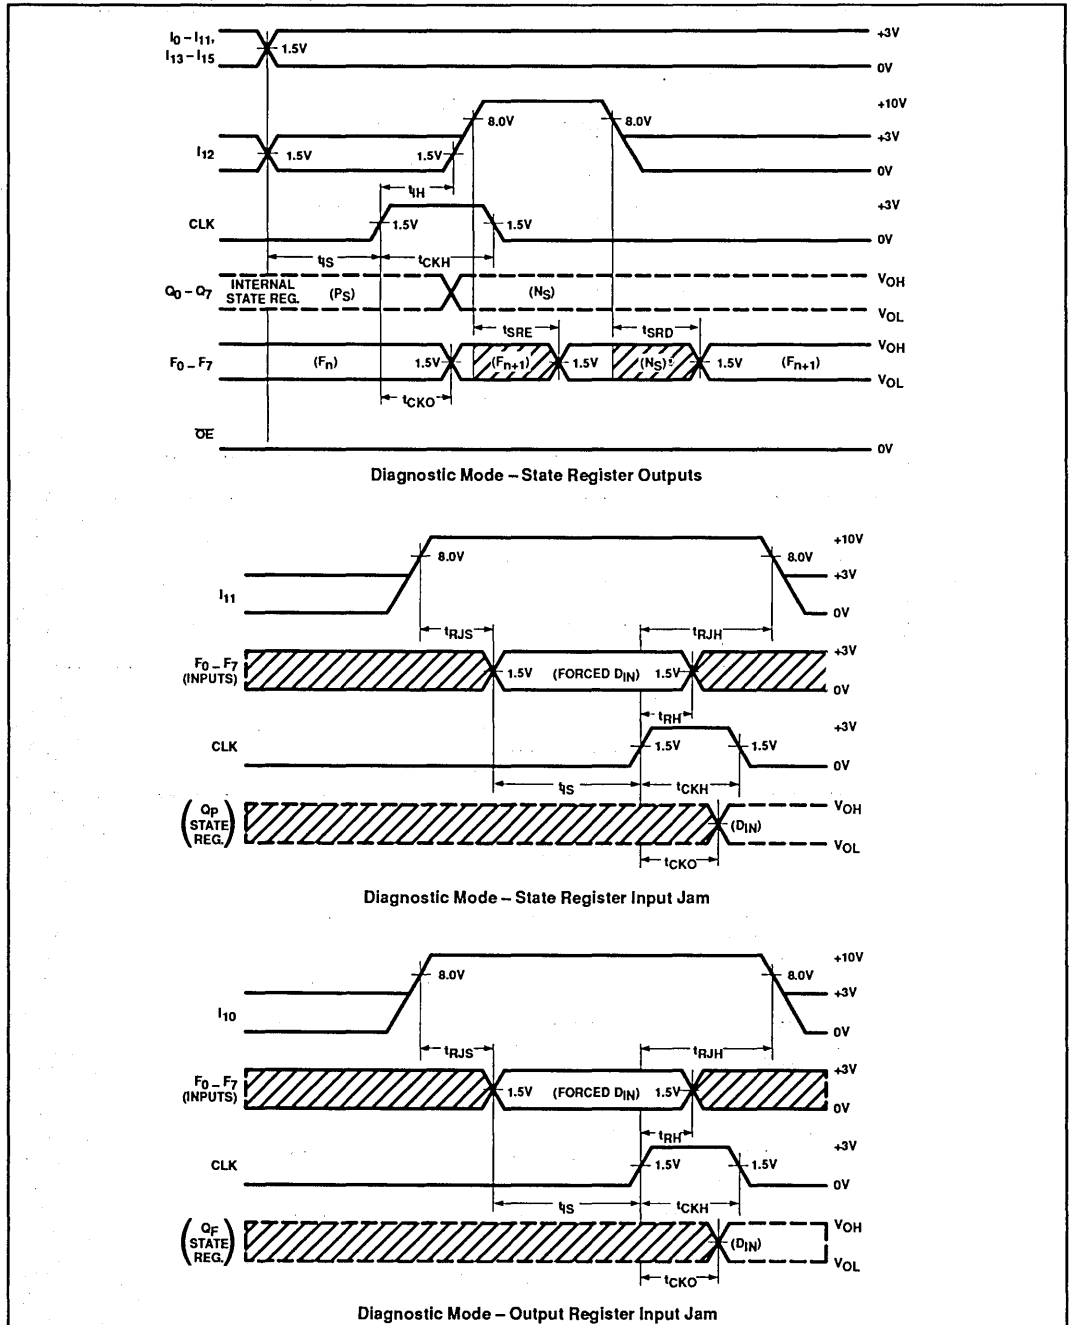 I0 – I11,
I13 – I15
1.5V
+3V
0V
+10V
8.0V
8.0V
I12
1.5V
1.5V
+3V
0V
tIH
CLK
1.5V
1.5V
+3V
0V
tIS
tCKH
Q0 – Q7
INTERNAL
STATE REG.
(PS)
(NS)
VOH
VOL
tSRE
tSRD
F0 – F7
(Fn)
1.5V
(Fn+1)
1.5V
(NS)
1.5V
(Fn+1)
VOH
VOL
tCKO
OE
0V
Diagnostic Mode – State Register Outputs
+10V
8.0V
8.0V
+3V
I11
0V
tRJS
tRJH
F0 – F7
(INPUTS)
1.5V
(FORCED DIN)
1.5V
+3V
0V
tRH
CLK
1.5V
1.5V
+3V
0V
tIS
tCKH
(QP
STATE
REG.)
(DIN)
VOH
VOL
tCKO
Diagnostic Mode – State Register Input Jam
+10V
8.0V
8.0V
+3V
I10
0V
tRJS
tRJH
F0 – F7
(INPUTS)
1.5V
(FORCED DIN)
1.5V
+3V
0V
tRH
CLK
1.5V
1.5V
+3V
0V
tIS
tCKH
(QF
STATE
REG.)
(DIN)
VOH
VOL
tCKO
Diagnostic Mode – Output Register Input Jam